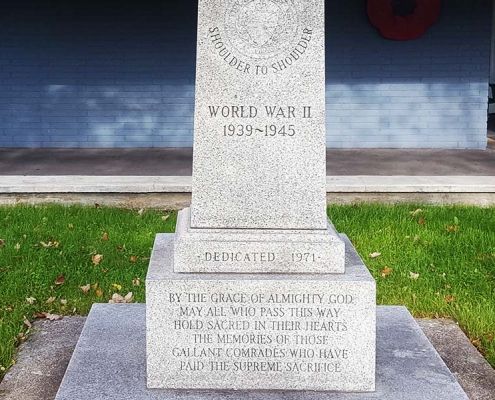 SHOULDER TO SHOULDER
WORLD WAR II
1939~1945
·DEDICATED 1971·
BY THE GRACE OF ALMIGHTY GOD
MAY ALL WHO PASS THIS WAY
HOLD SACRED IN THEIR HEARTS
THE MEMORIES OF THOSE
GALLANT COMRADES WHO HAVE
PAID THE SUPREME SACRIFICE